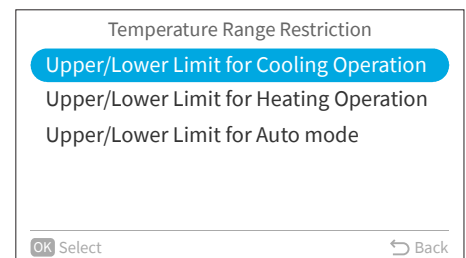 Temperature Range Restriction
Upper/Lower Limit for Cooling Operation
Upper/Lower Limit for Heating Operation
Upper/Lower Limit for Auto mode
OK Select Back